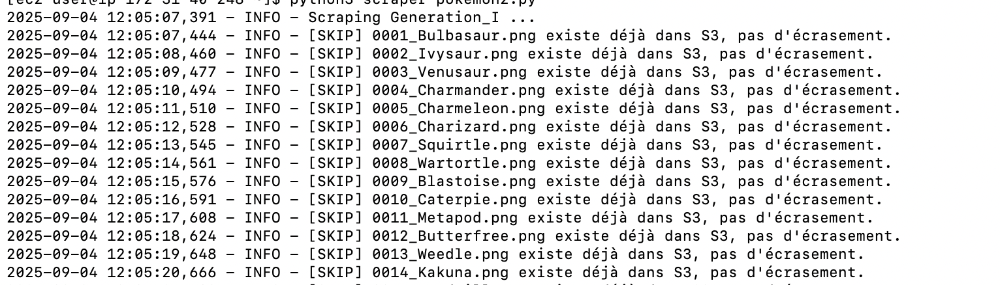 [ec2-user@ip-172-31-40-248 ~]$ python3 scraper_pokemon2.py
2025-09-04 12:05:07,391 - INFO - Scraping Generation_I ...
2025-09-04 12:05:07,444 - INFO - [SKIP] 0001_Bulbasaur.png existe déjà dans S3, pas d'écrasement.
2025-09-04 12:05:08,460 - INFO - [SKIP] 0002_Ivysaur.png existe déjà dans S3, pas d'écrasement.
2025-09-04 12:05:09,477 - INFO - [SKIP] 0003_Venusaur.png existe déjà dans S3, pas d'écrasement.
2025-09-04 12:05:10,494 - INFO - [SKIP] 0004_Charmander.png existe déjà dans S3, pas d'écrasement.
2025-09-04 12:05:11,510 - INFO - [SKIP] 0005_Charmeleon.png existe déjà dans S3, pas d'écrasement.
2025-09-04 12:05:12,528 - INFO - [SKIP] 0006_Charizard.png existe déjà dans S3, pas d'écrasement.
2025-09-04 12:05:13,545 - INFO - [SKIP] 0007_Squirtle.png existe déjà dans S3, pas d'écrasement.
2025-09-04 12:05:14,561 - INFO - [SKIP] 0008_Wartortle.png existe déjà dans S3, pas d'écrasement.
2025-09-04 12:05:15,576 - INFO - [SKIP] 0009_Blastoise.png existe déjà dans S3, pas d'écrasement.
2025-09-04 12:05:16,591 - INFO - [SKIP] 0010_Caterpie.png existe déjà dans S3, pas d'écrasement.
2025-09-04 12:05:17,608 - INFO - [SKIP] 0011_Metapod.png existe déjà dans S3, pas d'écrasement.
2025-09-04 12:05:18,624 - INFO - [SKIP] 0012_Butterfree.png existe déjà dans S3, pas d'écrasement.
2025-09-04 12:05:19,648 - INFO - [SKIP] 0013_Weedle.png existe déjà dans S3, pas d'écrasement.
2025-09-04 12:05:20,666 - INFO - [SKIP] 0014_Kakuna.png existe déjà dans S3, pas d'écrasement.